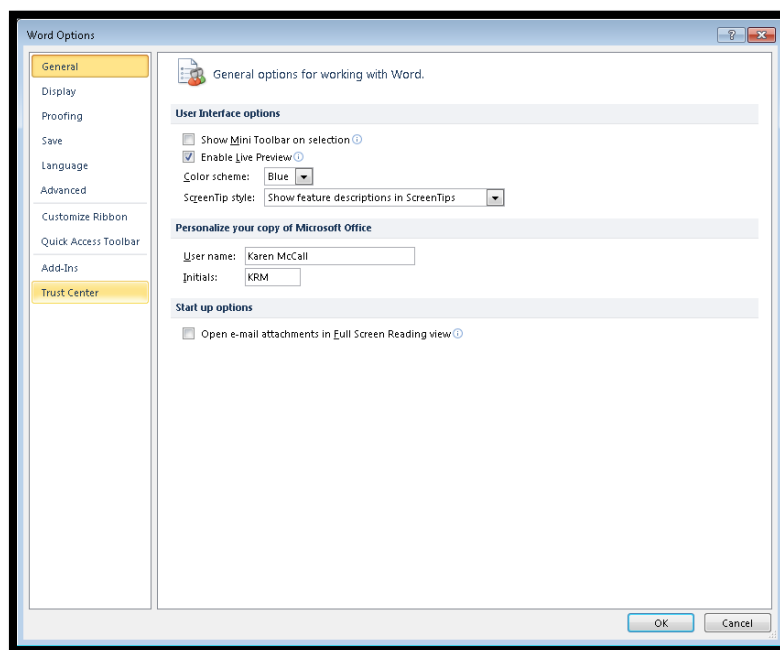 Word Options
General
Display
Proofing
Save
Language
Advanced
Customize Ribbon
Quick Access Toolbar
Add-Ins
Trust Center
General options for working with Word.
User Interface options
Show Mini Toolbar on selection
Enable Live Preview
Color scheme: Blue
ScreenTip style: Show feature descriptions in ScreenTips
Personalize your copy of Microsoft Office
User name: Karen McCall
Initials: KRM
Start up options
Open e-mail attachments in Full Screen Reading view
OK Cancel